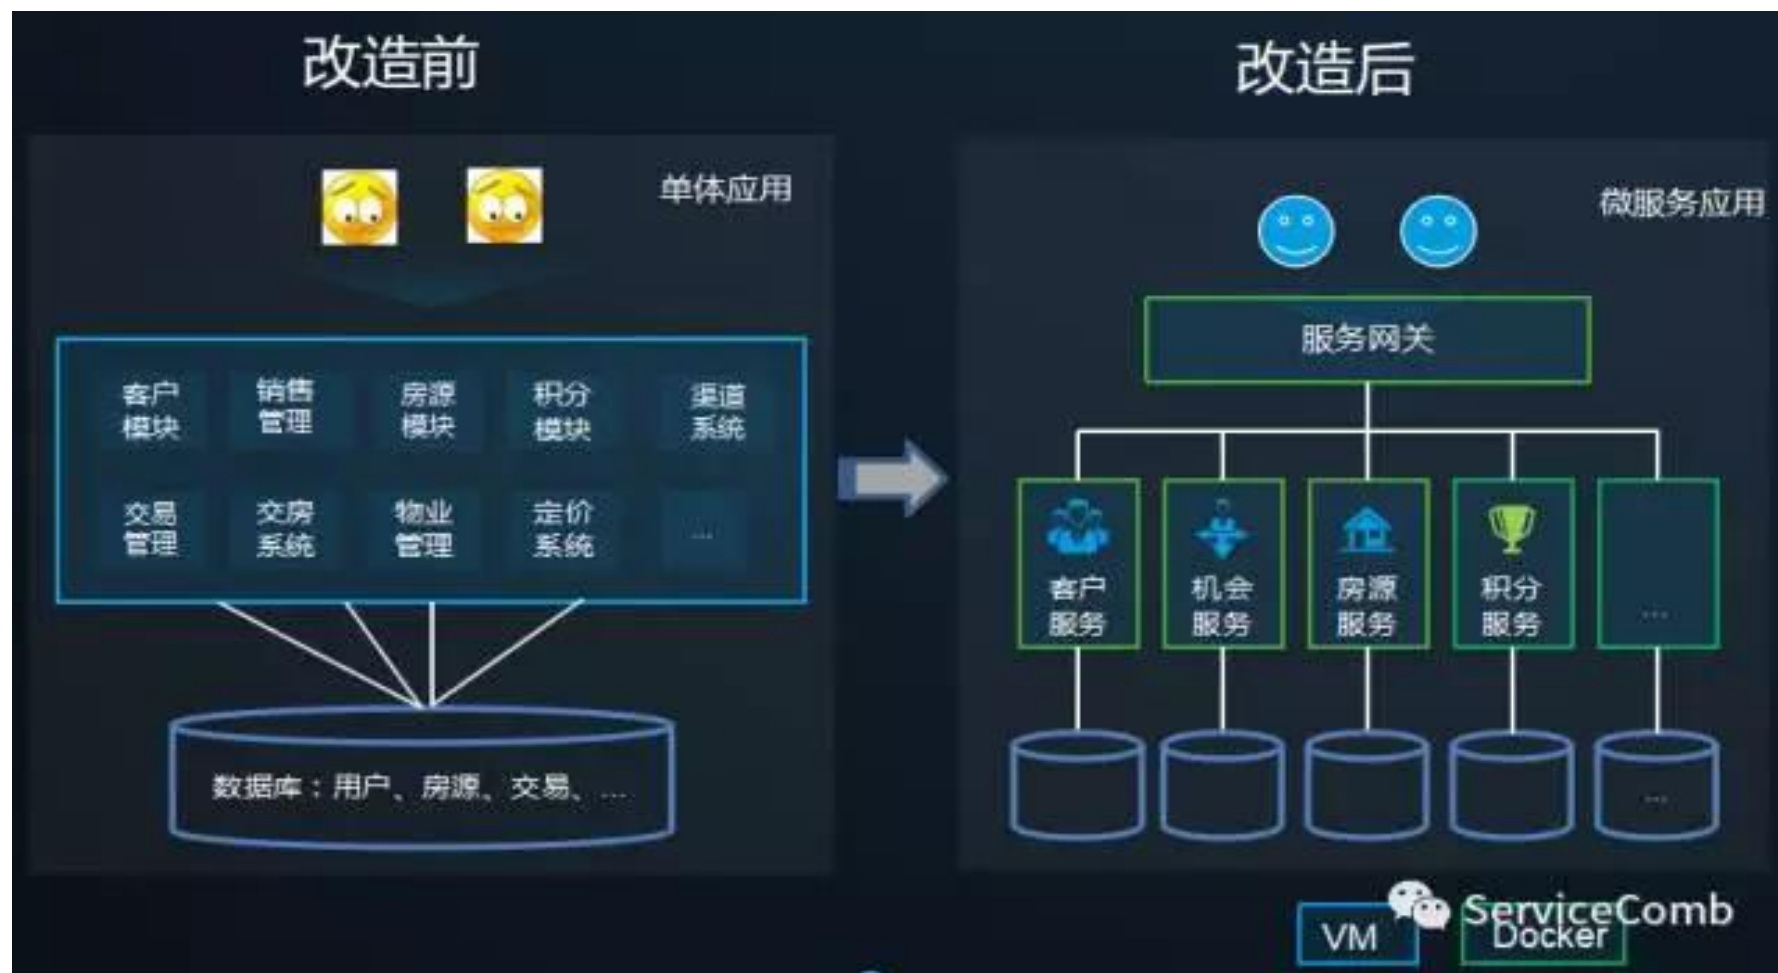 改造前
改造后
单体应用
客户
模块
销售
管理
房源
模块
积分
模块
渠道
系统
交易
管理
交房
系统
物业
管理
定价
系统
...
数据库：用户、房源、交易、...
微服务应用
服务网关
客户
服务
机会
服务
房源
服务
积分
服务
...
...
VM
Docker
ServiceComb